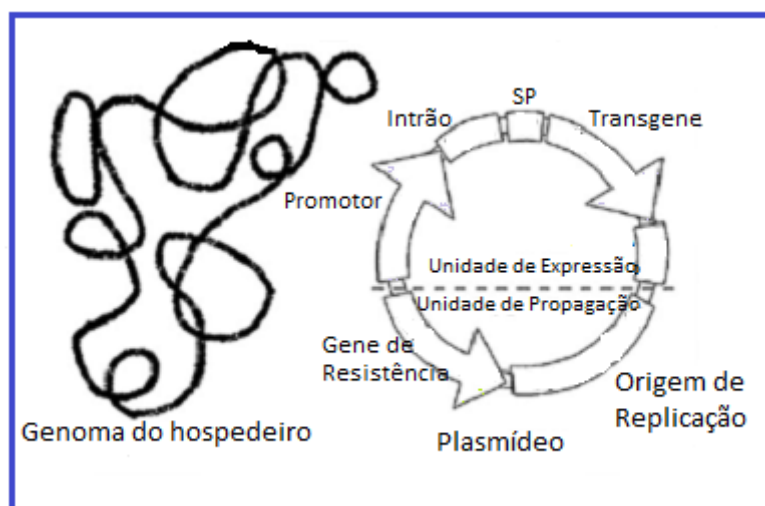 SP
Intrão
Transgene
Promotor
Unidade de Expressão
Unidade de Propagação
Gene de
Resistência
Origem de
Replicação
Genoma do hospedeiro
Plasmídeo